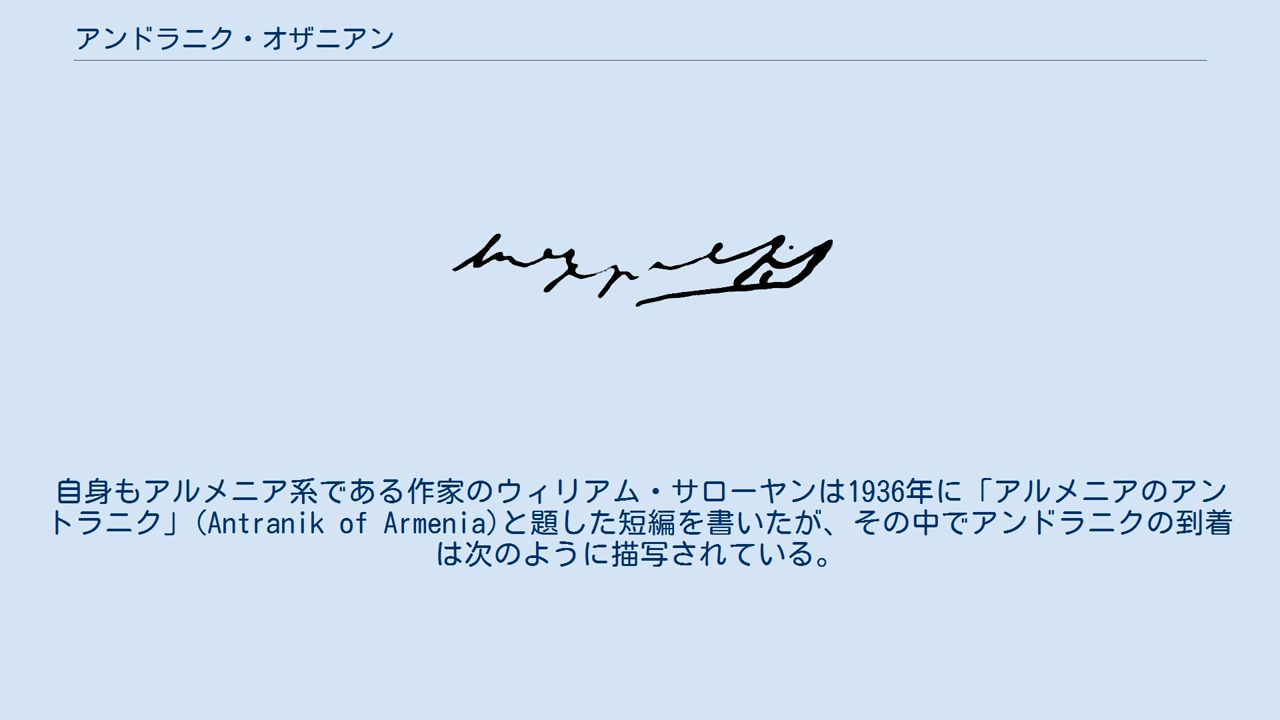 アンドラニク・オザニアン
自身もアルメニア系である作家のウィリアム・サローヤンは1936年に「アルメニアのアン
トラニク」(Antranik of Armenia)と題した短編を書いたが、その中でアンドラニクの到着
は次のように描写されている。